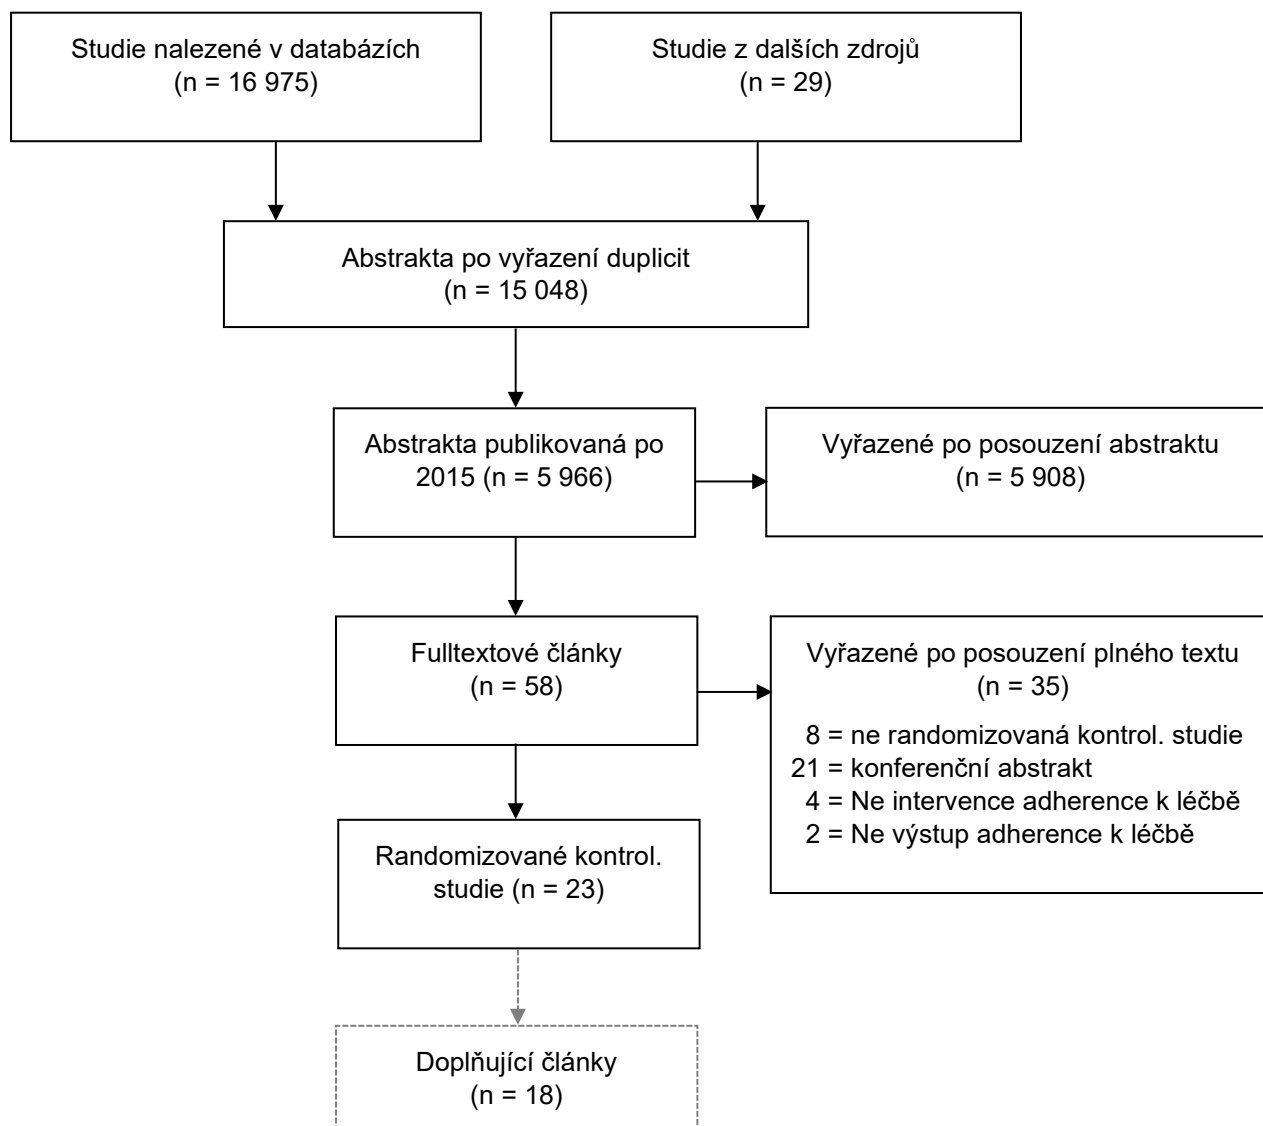 Studie nalezené v databázích
(n = 16 975)
Studie z dalších zdrojů
(n = 29)
Abstrakta po vyřazení duplicit
(n = 15 048)
Abstrakta publikovaná po
2015 (n = 5 966)
Vyřazené po posouzení abstraktu
(n = 5 908)
Fulltextové články
(n = 58)
Vyřazené po posouzení plného textu
(n = 35)
8 = ne randomizovaná kontrol. studie
21 = konferenční abstrakt
4 = Ne intervence adherence k léčbě
2 = Ne výstup adherence k léčbě
Randomizované kontrol.
studie (n = 23)
Doplňující články
(n = 18)